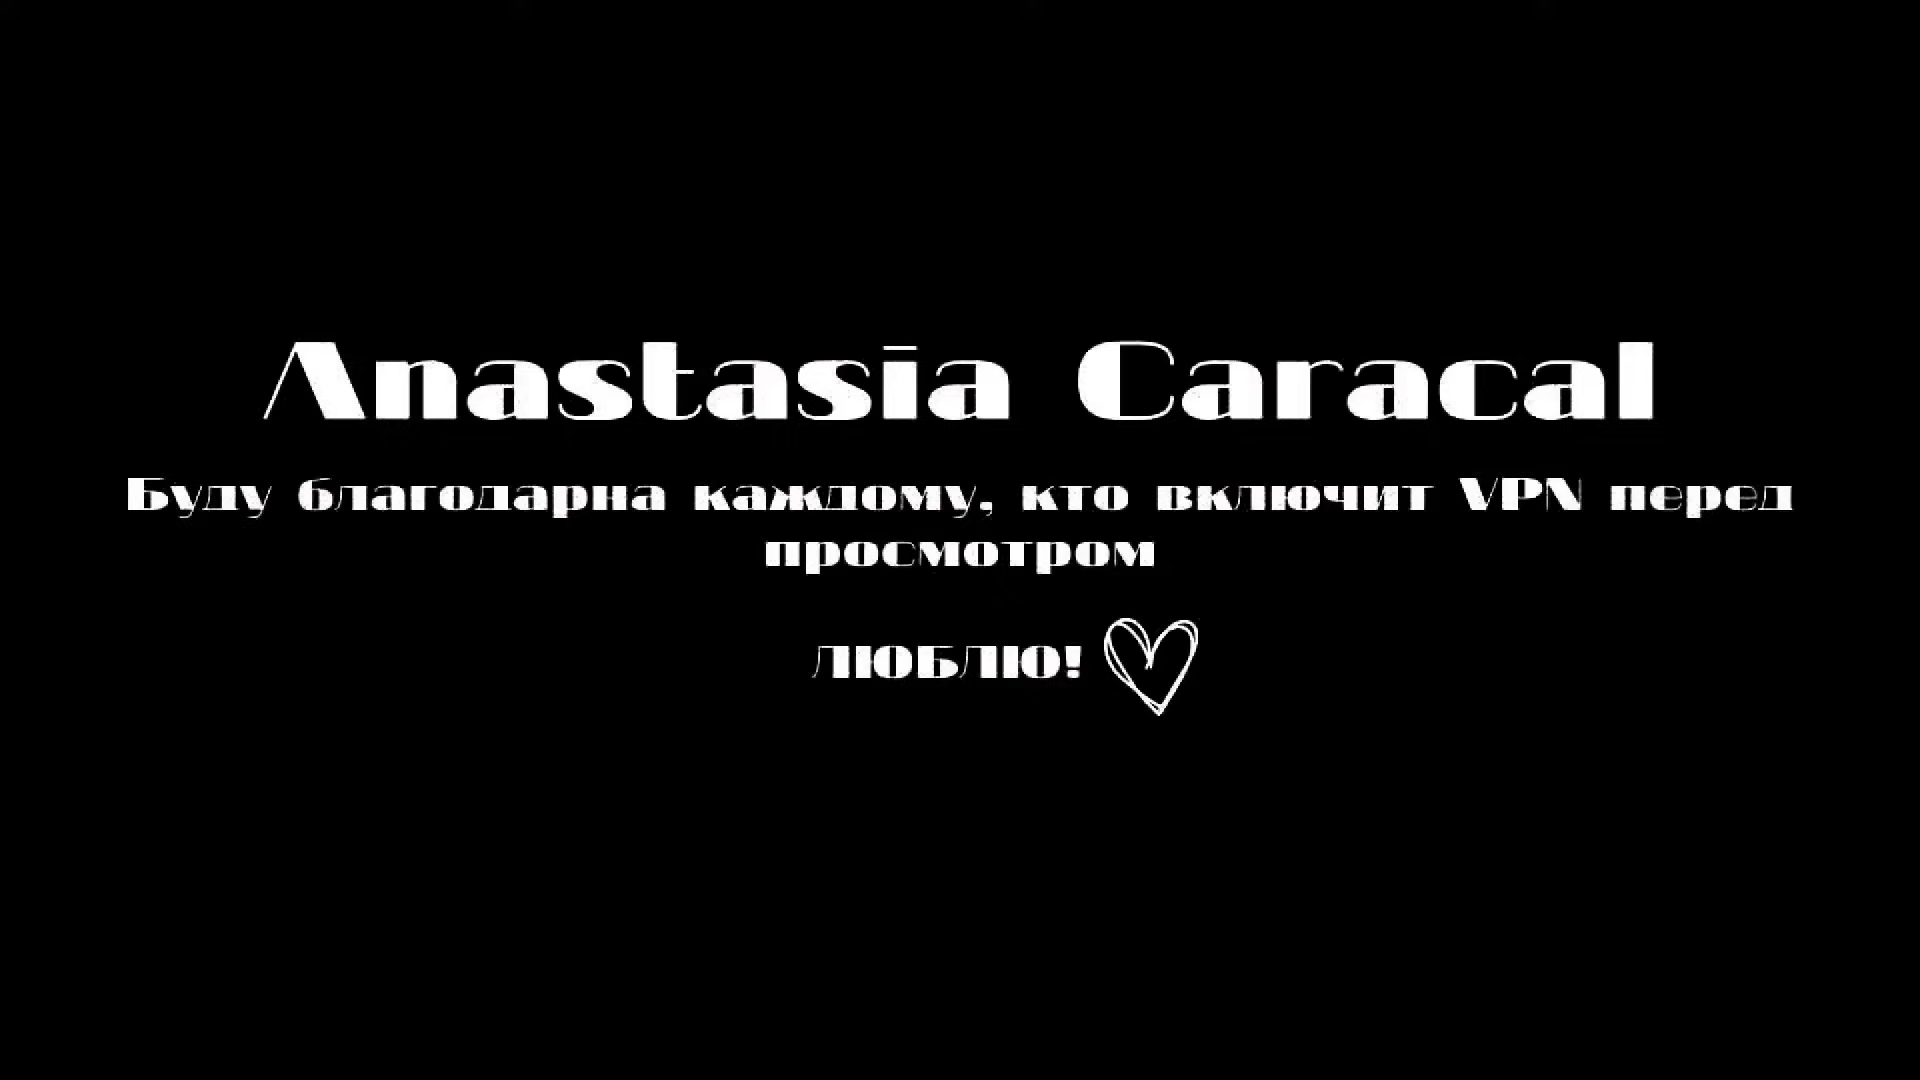 Anastasia Caracal
Буду благодарна каждому, кто включит VPN перед
просмотром
ЛЮБЛЮ!